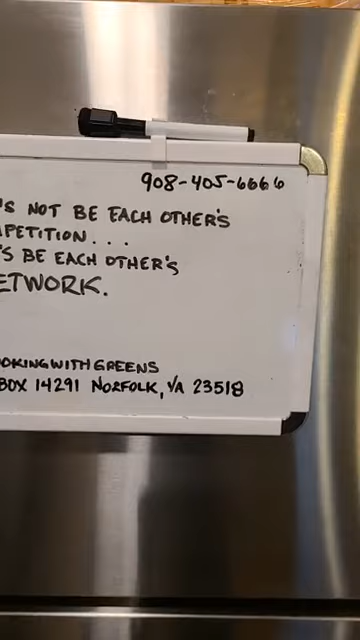 908-405-6666
'S NOT BE EACH OTHER'S
PETITION...
'S BE EACH OTHER'S
ETWORK.
OKINGWITHGREENS
BOX 14291 NORFOLK, VA 23518